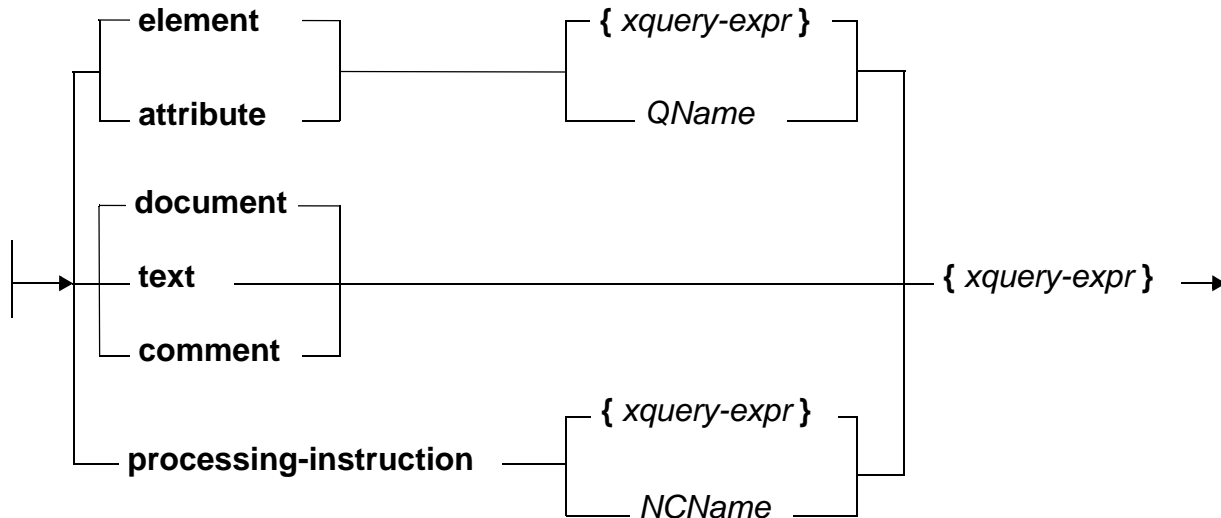 element { xquery-expr }
attribute QName
document
text { xquery-expr }
comment
{ xquery-expr }
processing-instruction
NCName